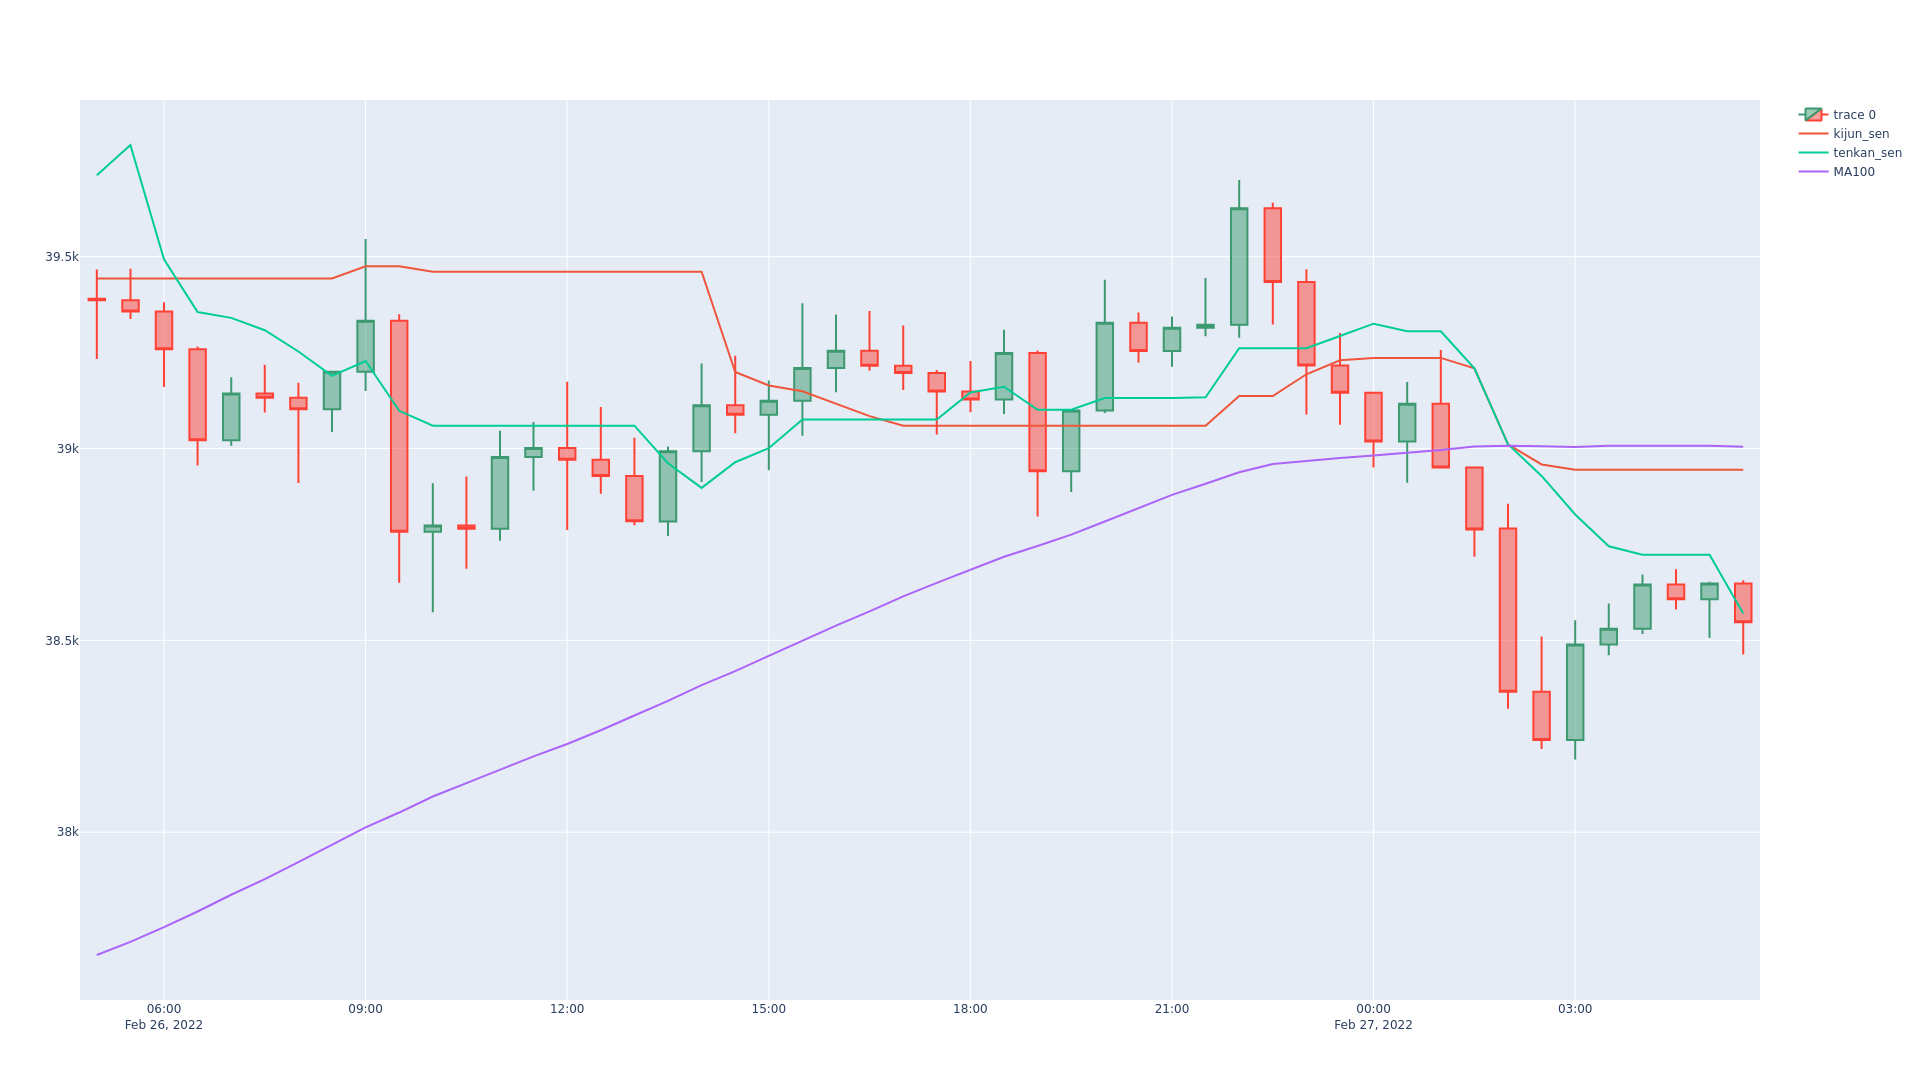 trace 0
kijun_sen
tenkan_sen
MA100
39.5k
39k
38.5k
38k
06:00 09:00 12:00 15:00 18:00 21:00 00:00 03:00
Feb 26, 2022 Feb 27, 2022